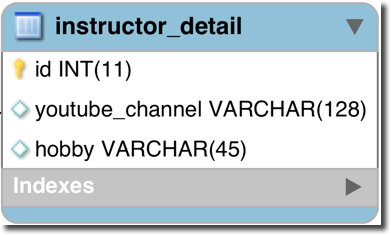 instructor_detail
id INT(11)
youtube_channel VARCHAR(128)
hobby VARCHAR(45)
Indexes